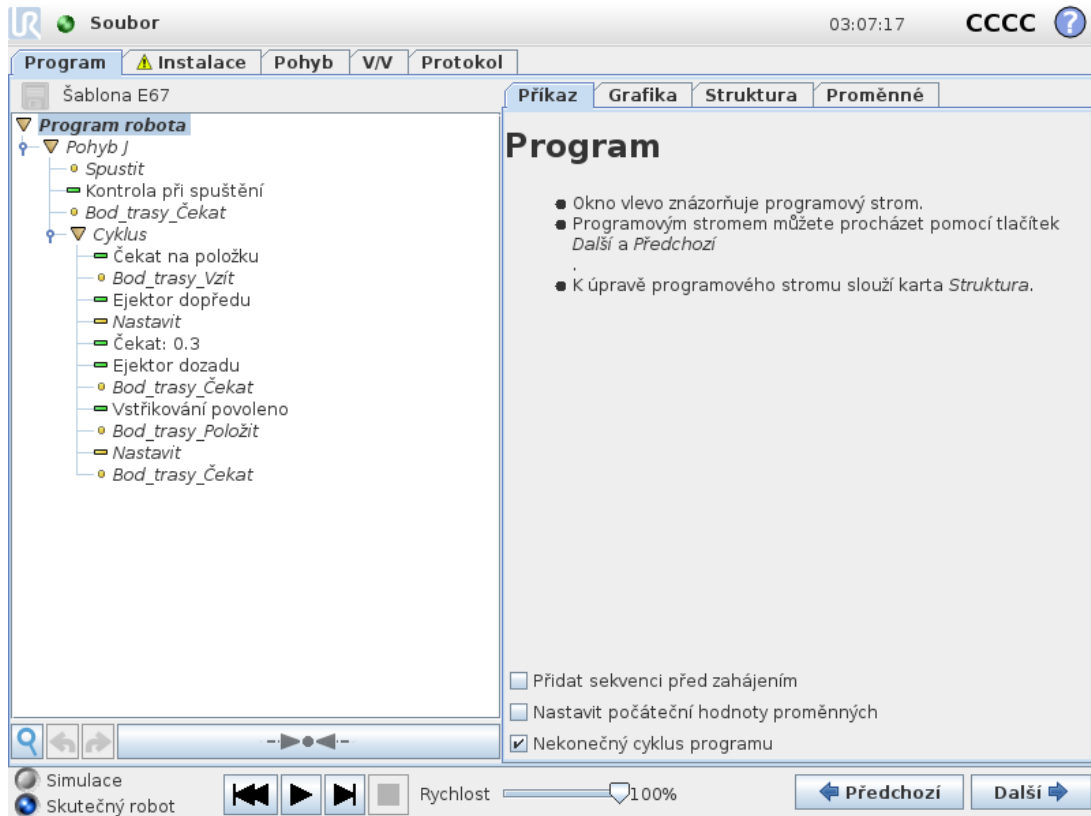 UR Soubor 03:07:17 CCCC ?
Program Instalace Pohyb V/V Protokol
Šablona E67
Příkaz Grafika Struktura Proměnné
Program robota
Pohyb J
Spustit
Kontrola při spuštění
Bod_trasy_Čekat
Cyklus
Čekat na položku
Bod_trasy_Vzít
Ejektor dopředu
Nastavit
Čekat: 0.3
Ejektor dozadu
Bod_trasy_Čekat
Vstřikování povoleno
Bod_trasy_Položit
Nastavit
Bod_trasy_Čekat
Program
Okno vlevo znázorňuje programový strom.
Programovým stromem můžete procházet pomocí tlačítek
Další a Předchozí
.
K úpravě programového stromu slouží karta Struktura.
Přidat sekvenci před zahájením
Nastavit počáteční hodnoty proměnných
Nekonečný cyklus programu
Simulace
Skutečný robot
Rychlost 100%
Předchozí Další